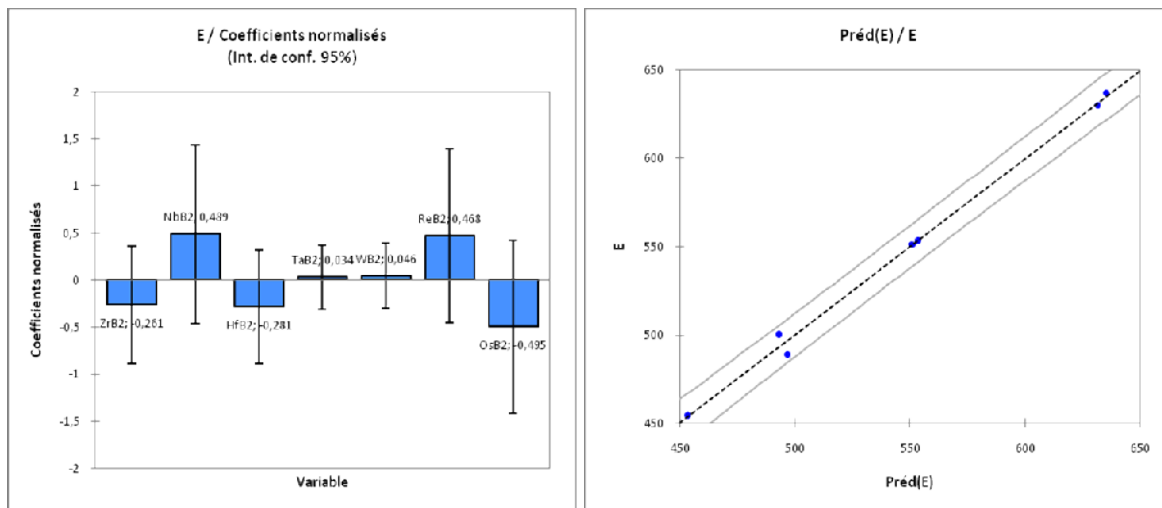 E / Coefficients normalisés
(Int. de conf. 95%)
2
1,5
1
0,5
0
-0,5
-1
-1,5
-2
Coefficients normalisés
ZrB2; -0,261
NbB2; 0,489
HfB2; -0,281
TaB2; 0,034
WB2; 0,046
ReB2; 0,468
OsB2; -0,495
Variable
Préd(E) / E
650
600
550
500
450
E
450
500
550
600
650
Préd(E)